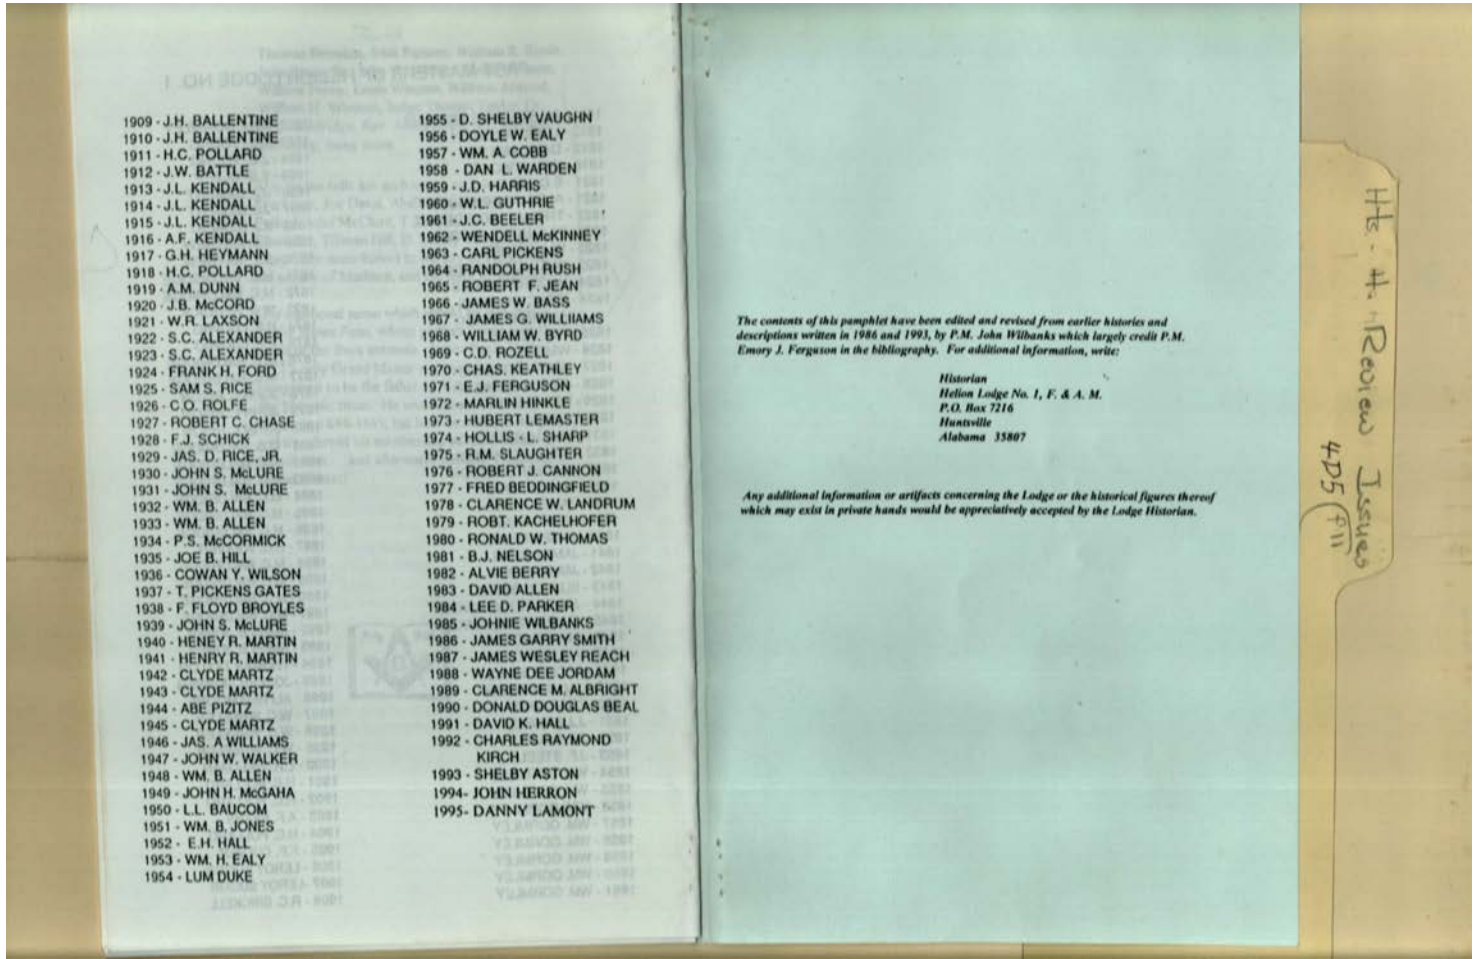 1909 - J.H. BALLENTINE
1910 - J.H. BALLENTINE
1911 - H.C. POLLARD
1912 - J.W. BATTLE
1913 - J.L. KENDALL
1914 - J.L. KENDALL
1915 - J.L. KENDALL
1916 - A.F. KENDALL
1917 - G.H. HEYMANN
1918 - H.C. POLLARD
1919 - A.M. DUNN
1920 - J.B. McCORD
1921 - W.R. LAXSON
1922 - S.C. ALEXANDER
1923 - S.C. ALEXANDER
1924 - FRANK H. FORD
1925 - SAM S. RICE
1926 - C.O. ROLFE
1927 - ROBERT C. CHASE
1928 - F.J. SCHICK
1929 - JAS. D. RICE, JR.
1930 - JOHN S. McLURE
1931 - JOHN S. McLURE
1932 - WM. B. ALLEN
1933 - WM. B. ALLEN
1934 - P.S. McCORMICK
1935 - JOE B. HILL
1936 - COWAN Y. WILSON
1937 - T. PICKENS GATES
1938 - F. FLOYD BROYLES
1939 - JOHN S. McLURE
1940 - HENEY R. MARTIN
1941 - HENRY R. MARTIN
1942 - CLYDE MARTZ
1943 - CLYDE MARTZ
1944 - ABE PIZITZ
1945 - CLYDE MARTZ
1946 - JAS. A WILLIAMS
1947 - JOHN W. WALKER
1948 - WM. B. ALLEN
1949 - JOHN H. McGAHA
1950 - L.L. BAUCOM
1951 - WM. B. JONES
1952 - E.H. HALL
1953 - WM. H. EALY
1954 - LUM DUKE
1955 - D. SHELBY VAUGHN
1956 - DOYLE W. EALY
1957 - WM. A. COBB
1958 - DAN L. WARDEN
1959 - J.D. HARRIS
1960 - W.L. GUTHRIE
1961 - J.C. BEELER
1962 - WENDELL McKINNEY
1963 - CARL PICKENS
1964 - RANDOLPH RUSH
1965 - ROBERT F. JEAN
1966 - JAMES W. BASS
1967 - JAMES G. WILLIIAMS
1968 - WILLIAM W. BYRD
1969 - C.D. ROZELL
1970 - CHAS. KEATHLEY
1971 - E.J. FERGUSON
1972 - MARLIN HINKLE
1973 - HUBERT LEMASTER
1974 - HOLLIS - L. SHARP
1975 - R.M. SLAUGHTER
1976 - ROBERT J. CANNON
1977 - FRED BEDDINGFIELD
1978 - CLARENCE W. LANDRUM
1979 - ROBT. KACHELHOFER
1980 - RONALD W. THOMAS
1981 - B.J. NELSON
1982 - ALVIE BERRY
1983 - DAVID ALLEN
1984 - LEE D. PARKER
1985 - JOHNIE WILBANKS
1986 - JAMES GARRY SMITH
1987 - JAMES WESLEY REACH
1988 - WAYNE DEE JORDAM
1989 - CLARENCE M. ALBRIGHT
1990 - DONALD DOUGLAS BEAL
1991 - DAVID K. HALL
1992 - CHARLES RAYMOND
KIRCH
1993 - SHELBY ASTON
1994- JOHN HERRON
1995- DANNY LAMONT
The contents of this pamphlet have been edited and revised from earlier histories and
descriptions written in 1986 and 1993, by P.M. John Wilbanks which largely credit P.M.
Emory J. Ferguson in the bibliography. For additional information, write:
Historian
Helion Lodge No. 1, F. & A. M.
P.O. Box 7216
Huntsville
Alabama 35807
Any additional information or artifacts concerning the Lodge or the historical figures thereof
which may exist in private hands would be appreciatively accepted by the Lodge Historian.
Review Issues
4D5 (P11